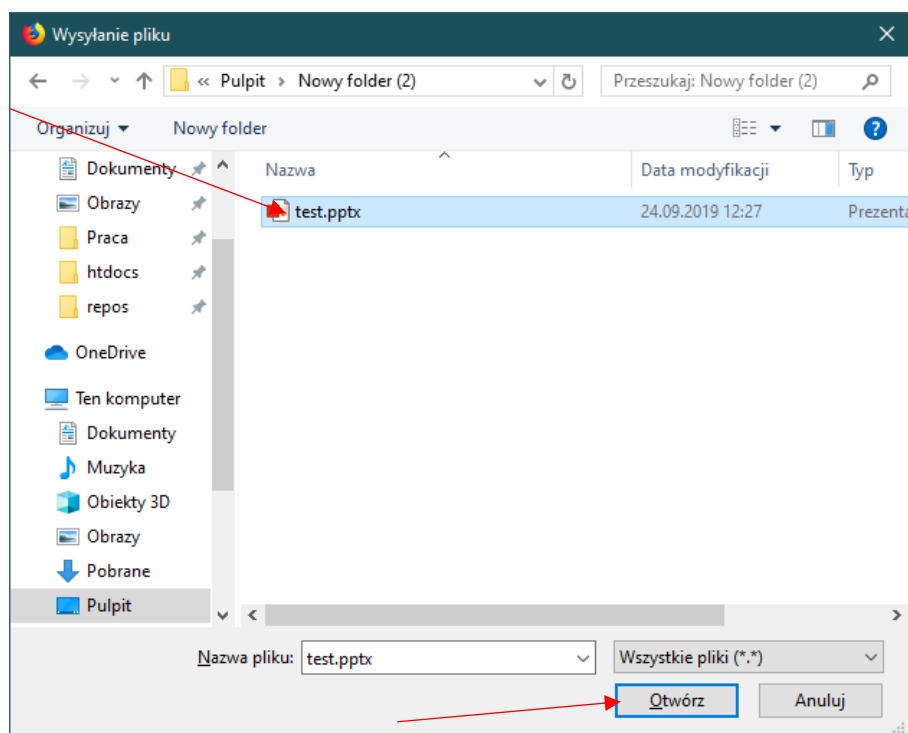 Wysyłanie pliku
« Pulpit › Nowy folder (2)
Przeszukaj: Nowy folder (2)
Organizuj
Nowy folder
Nazwa
Data modyfikacji
Typ
test.pptx
24.09.2019 12:27
Prezenta
Dokumenty
Obrazy
Praca
htdocs
repos
OneDrive
Ten komputer
Dokumenty
Muzyka
Obiekty 3D
Obrazy
Pobrane
Pulpit
Nazwa pliku: test.pptx
Wszystkie pliki (*.*)
Otwórz
Anuluj